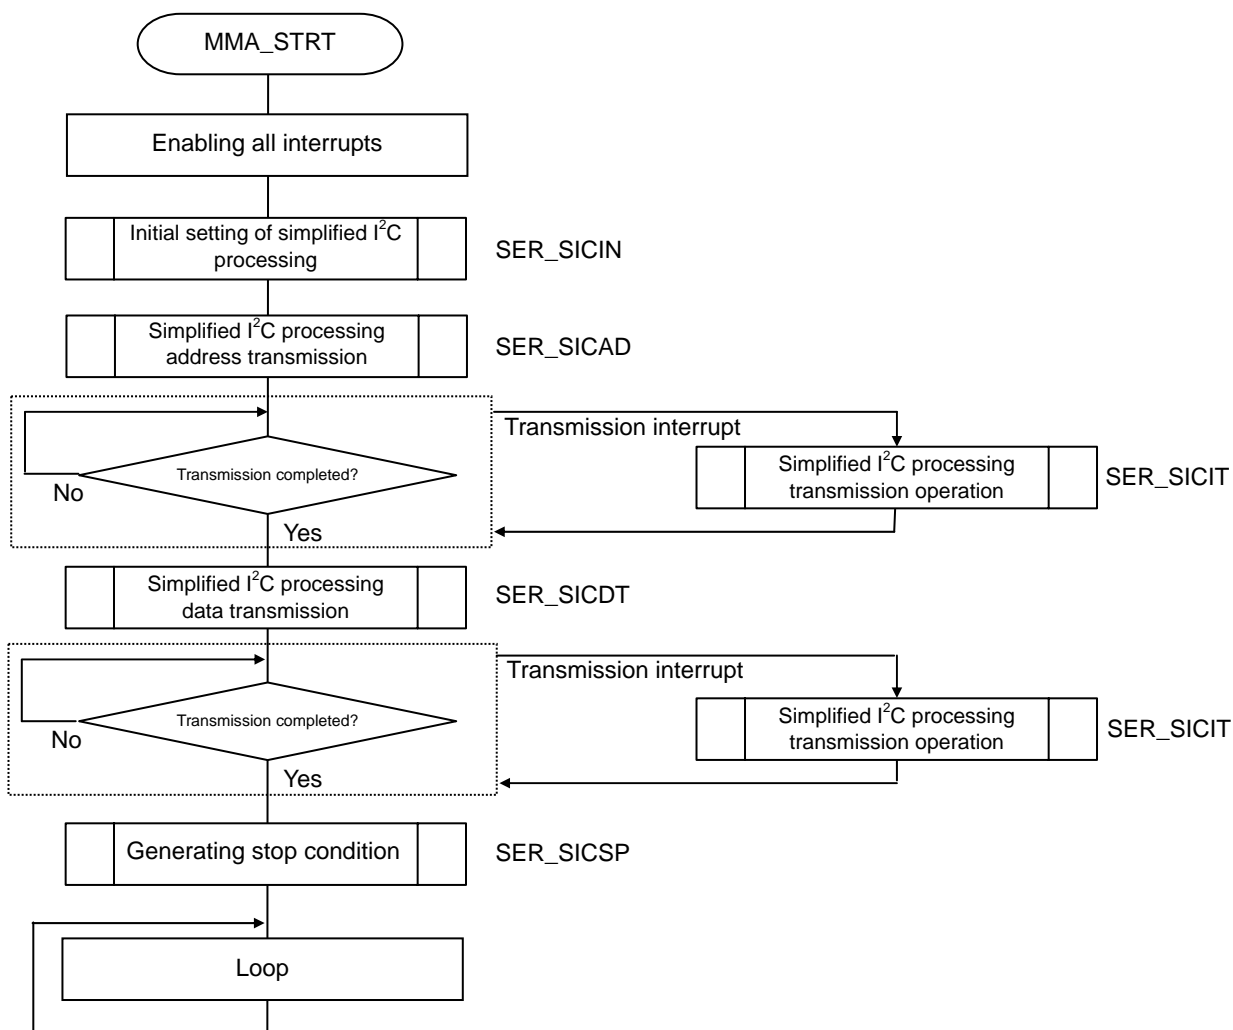 MMA_STRT
Enabling all interrupts
Initial setting of simplified I²C
processing
SER_SICIN
Simplified I²C processing
address transmission
SER_SICAD
Transmission interrupt
Transmission completed?
No
Yes
Simplified I²C processing
transmission operation
SER_SICIT
Simplified I²C processing
data transmission
SER_SICDT
Transmission interrupt
Transmission completed?
No
Yes
Simplified I²C processing
transmission operation
SER_SICIT
Generating stop condition
SER_SICSP
Loop